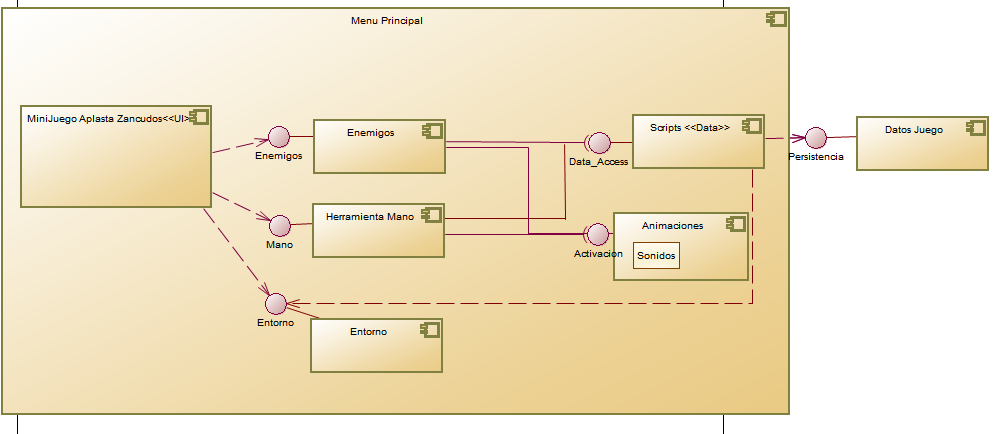 Menu Principal
MiniJuego Aplasta Zancudos<<UI>
Enemigos
Enemigos
Data_Access
Scripts <<Data>>
Persistencia
Datos Juego
Mano
Herramienta Mano
Activacion
Animaciones
Sonidos
Entorno
Entorno